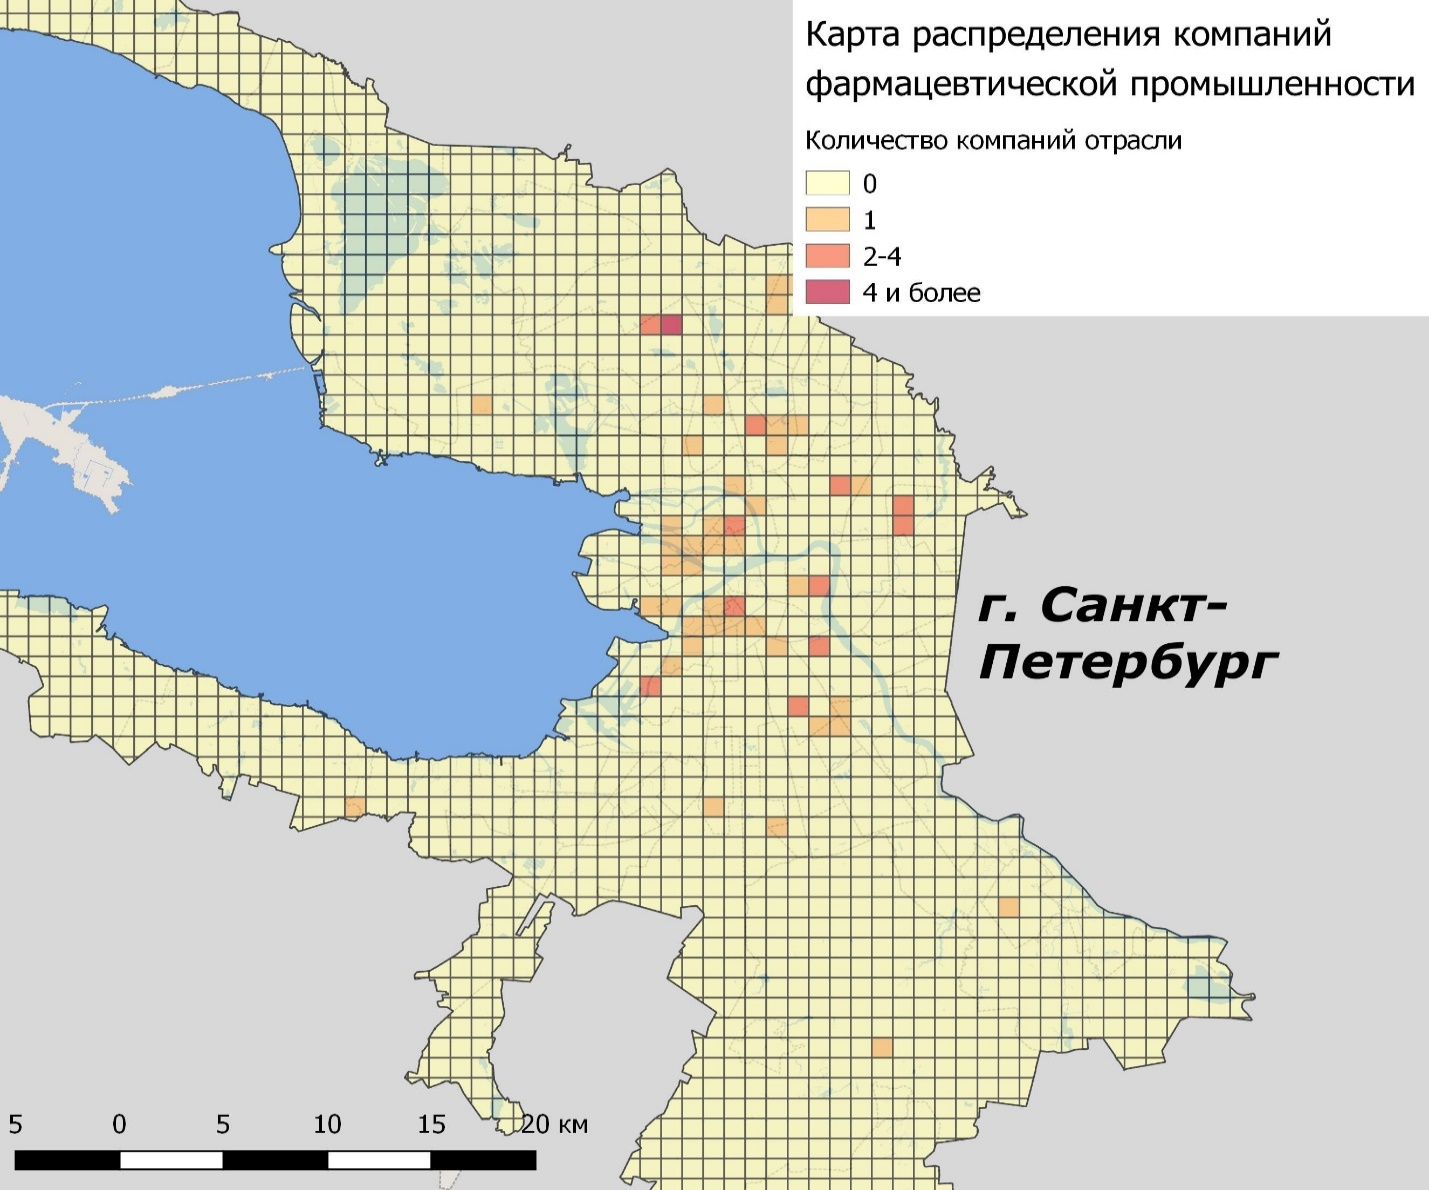 Карта распределения компаний
фармацевтической промышленности
Количество компаний отрасли
0
1
2-4
4 и более
г. Санкт-
Петербург
5 0 5 10 15 20 км